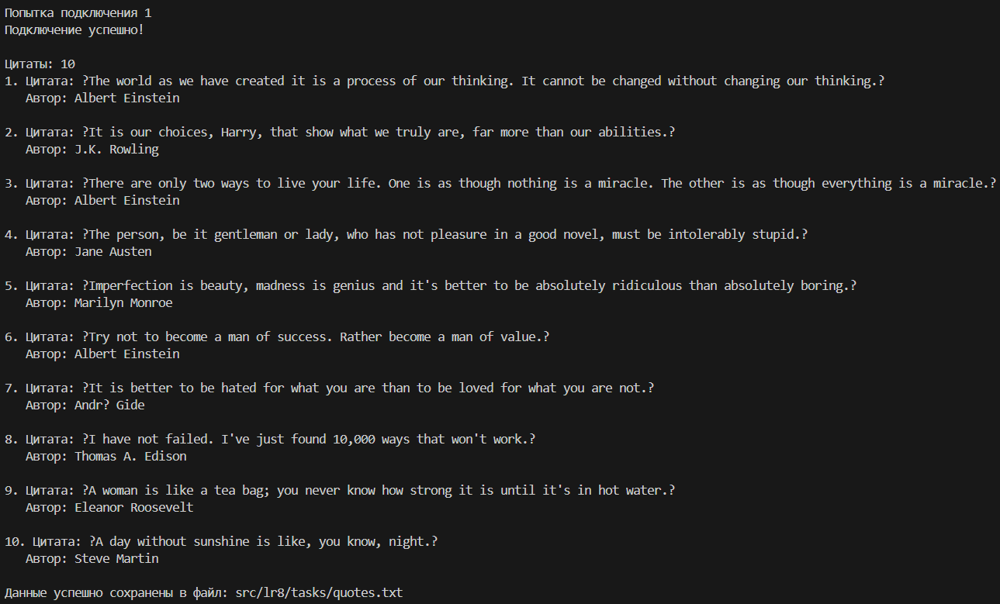 Попытка подключения 1
Подключение успешно!
Цитаты: 10
1. Цитата: ?The world as we have created it is a process of our thinking. It cannot be changed without changing our thinking.?
Автор: Albert Einstein
2. Цитата: ?It is our choices, Harry, that show what we truly are, far more than our abilities.?
Автор: J.K. Rowling
3. Цитата: ?There are only two ways to live your life. One is as though nothing is a miracle. The other is as though everything is a miracle.?
Автор: Albert Einstein
4. Цитата: ?The person, be it gentleman or lady, who has not pleasure in a good novel, must be intolerably stupid.?
Автор: Jane Austen
5. Цитата: ?Imperfection is beauty, madness is genius and it's better to be absolutely ridiculous than absolutely boring.?
Автор: Marilyn Monroe
6. Цитата: ?Try not to become a man of success. Rather become a man of value.?
Автор: Albert Einstein
7. Цитата: ?It is better to be hated for what you are than to be loved for what you are not.?
Автор: Andr? Gide
8. Цитата: ?I have not failed. I've just found 10,000 ways that won't work.?
Автор: Thomas A. Edison
9. Цитата: ?A woman is like a tea bag; you never know how strong it is until it's in hot water.?
Автор: Eleanor Roosevelt
10. Цитата: ?A day without sunshine is like, you know, night.?
Автор: Steve Martin
Данные успешно сохранены в файл: src/lr8/tasks/quotes.txt